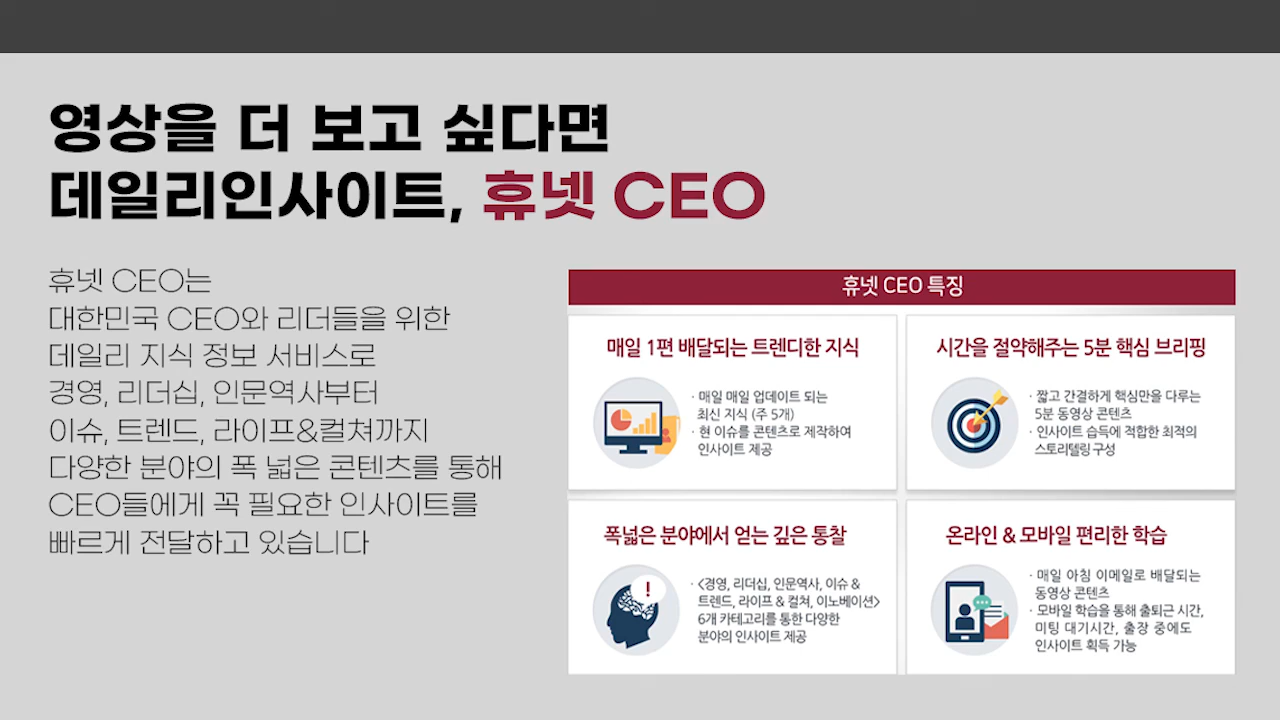 영상을 더 보고 싶다면
데일리인사이트, 휴넷 CEO
휴넷 CEO는
대한민국 CEO와 리더들을 위한
데일리 지식 정보 서비스로
경영, 리더십, 인문역사부터
이슈, 트렌드, 라이프&컬쳐까지
다양한 분야의 폭 넓은 콘텐츠를 통해
CEO들에게 꼭 필요한 인사이트를
빠르게 전달하고 있습니다
휴넷 CEO 특징
매일 1편 배달되는 트렌디한 지식
· 매일 매일 업데이트 되는
최신 지식 (주 5개)
· 현 이슈를 콘텐츠로 제작하여
인사이트 제공
시간을 절약해주는 5분 핵심 브리핑
· 짧고 간결하게 핵심만을 다루는
5분 동영상 콘텐츠
· 인사이트 습득에 적합한 최적의
스토리텔링 구성
폭넓은 분야에서 얻는 깊은 통찰
!
· <경영, 리더십, 인문역사, 이슈 &
트렌드, 라이프 & 컬쳐, 이노베이션>
6개 카테고리를 통한 다양한
분야의 인사이트 제공
온라인 & 모바일 편리한 학습
· 매일 아침 이메일로 배달되는
동영상 콘텐츠
· 모바일 학습을 통해 출퇴근 시간,
미팅 대기시간, 출장 중에도
인사이트 획득 가능